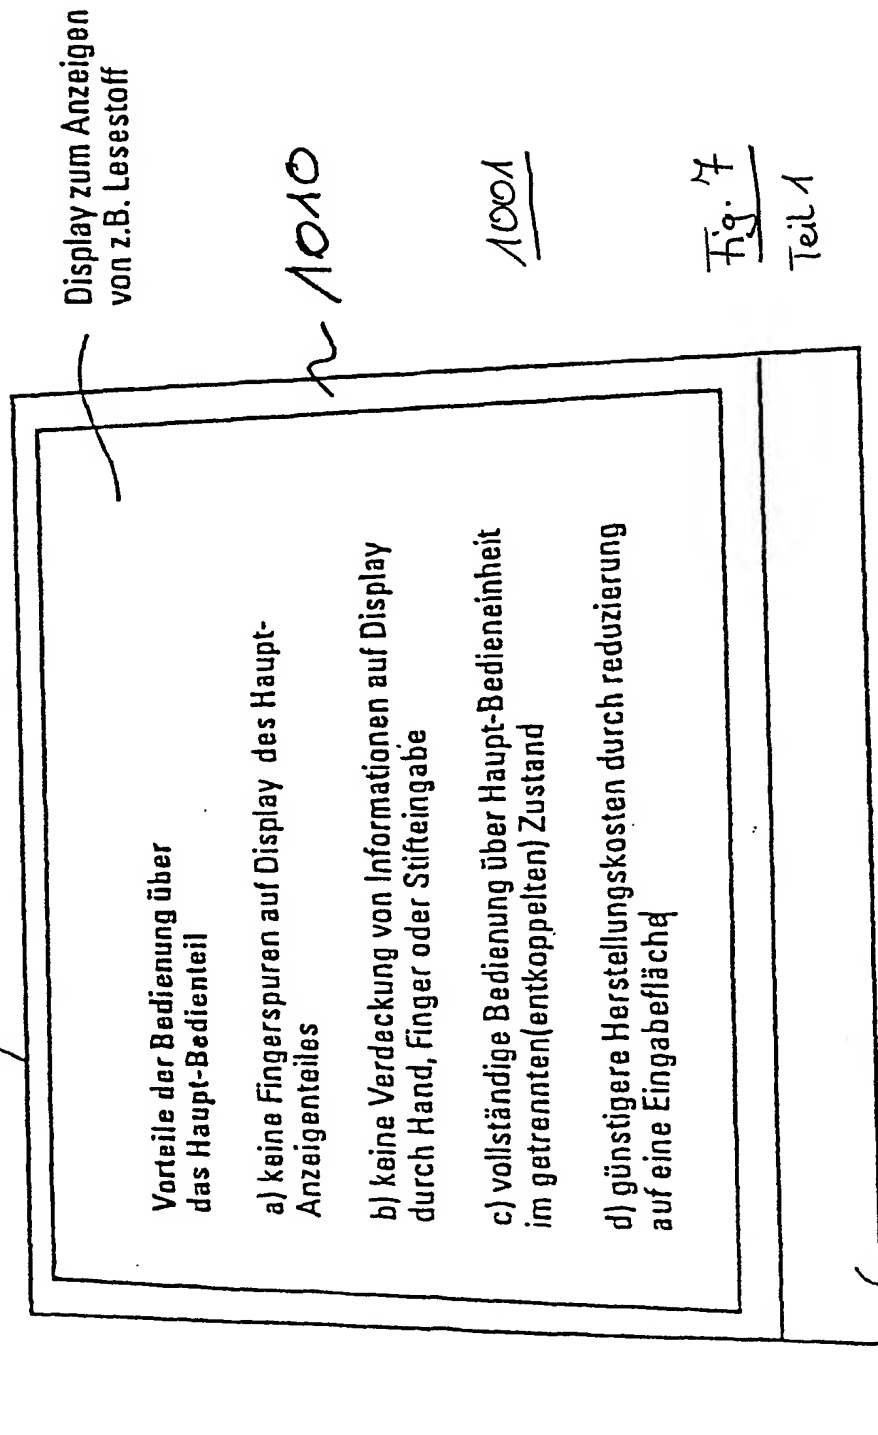 Display zum Anzeigen
von z.B. Lesestoff
1010
Vorteile der Bedienung über
das Haupt-Bedienteil
a) keine Fingerspuren auf Display des Haupt-
Anzeigenteiles
b) keine Verdeckung von Informationen auf Display
durch Hand, Finger oder Stifteingabe
c) vollständige Bedienung über Haupt-Bedieneinheit
im getrennten(entkoppelten) Zustand
d) günstigere Herstellungskosten durch reduzierung
auf eine Eingabefläche
1001
Fig. 7
Teil 1